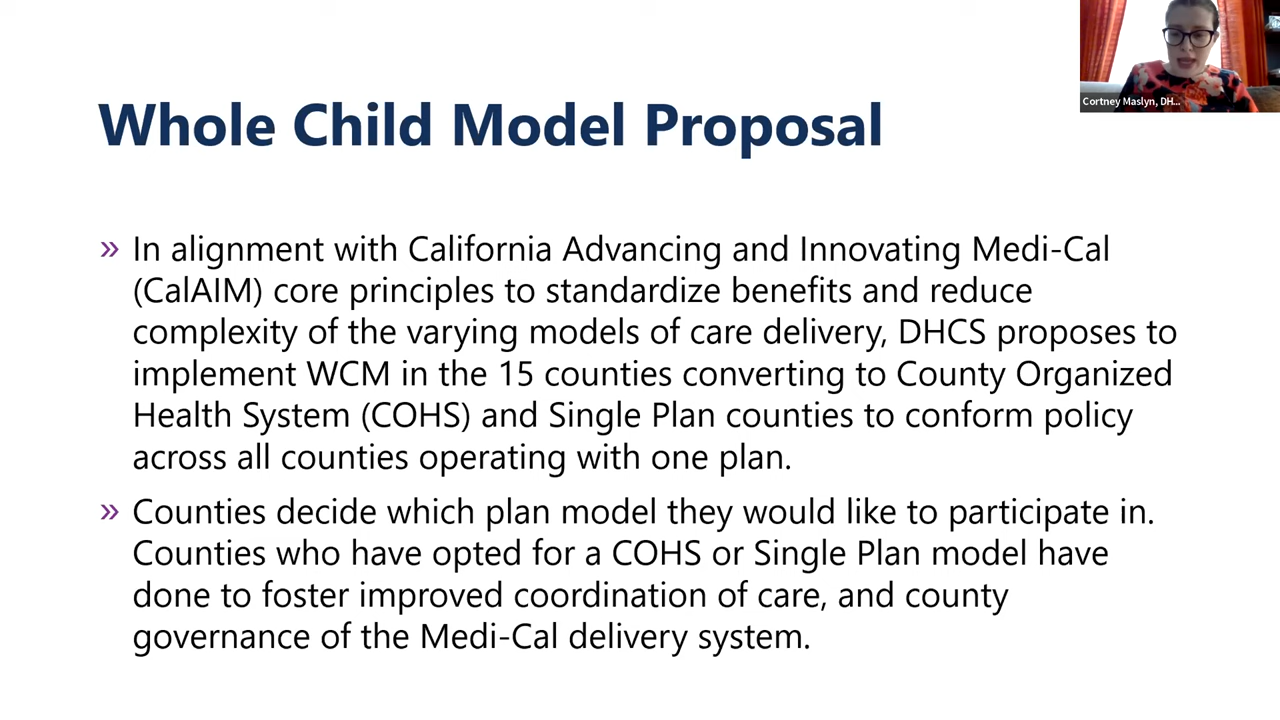 Cortney Maslyn, DH...
Whole Child Model Proposal
» In alignment with California Advancing and Innovating Medi-Cal
(CalAIM) core principles to standardize benefits and reduce
complexity of the varying models of care delivery, DHCS proposes to
implement WCM in the 15 counties converting to County Organized
Health System (COHS) and Single Plan counties to conform policy
across all counties operating with one plan.
» Counties decide which plan model they would like to participate in.
Counties who have opted for a COHS or Single Plan model have
done to foster improved coordination of care, and county
governance of the Medi-Cal delivery system.